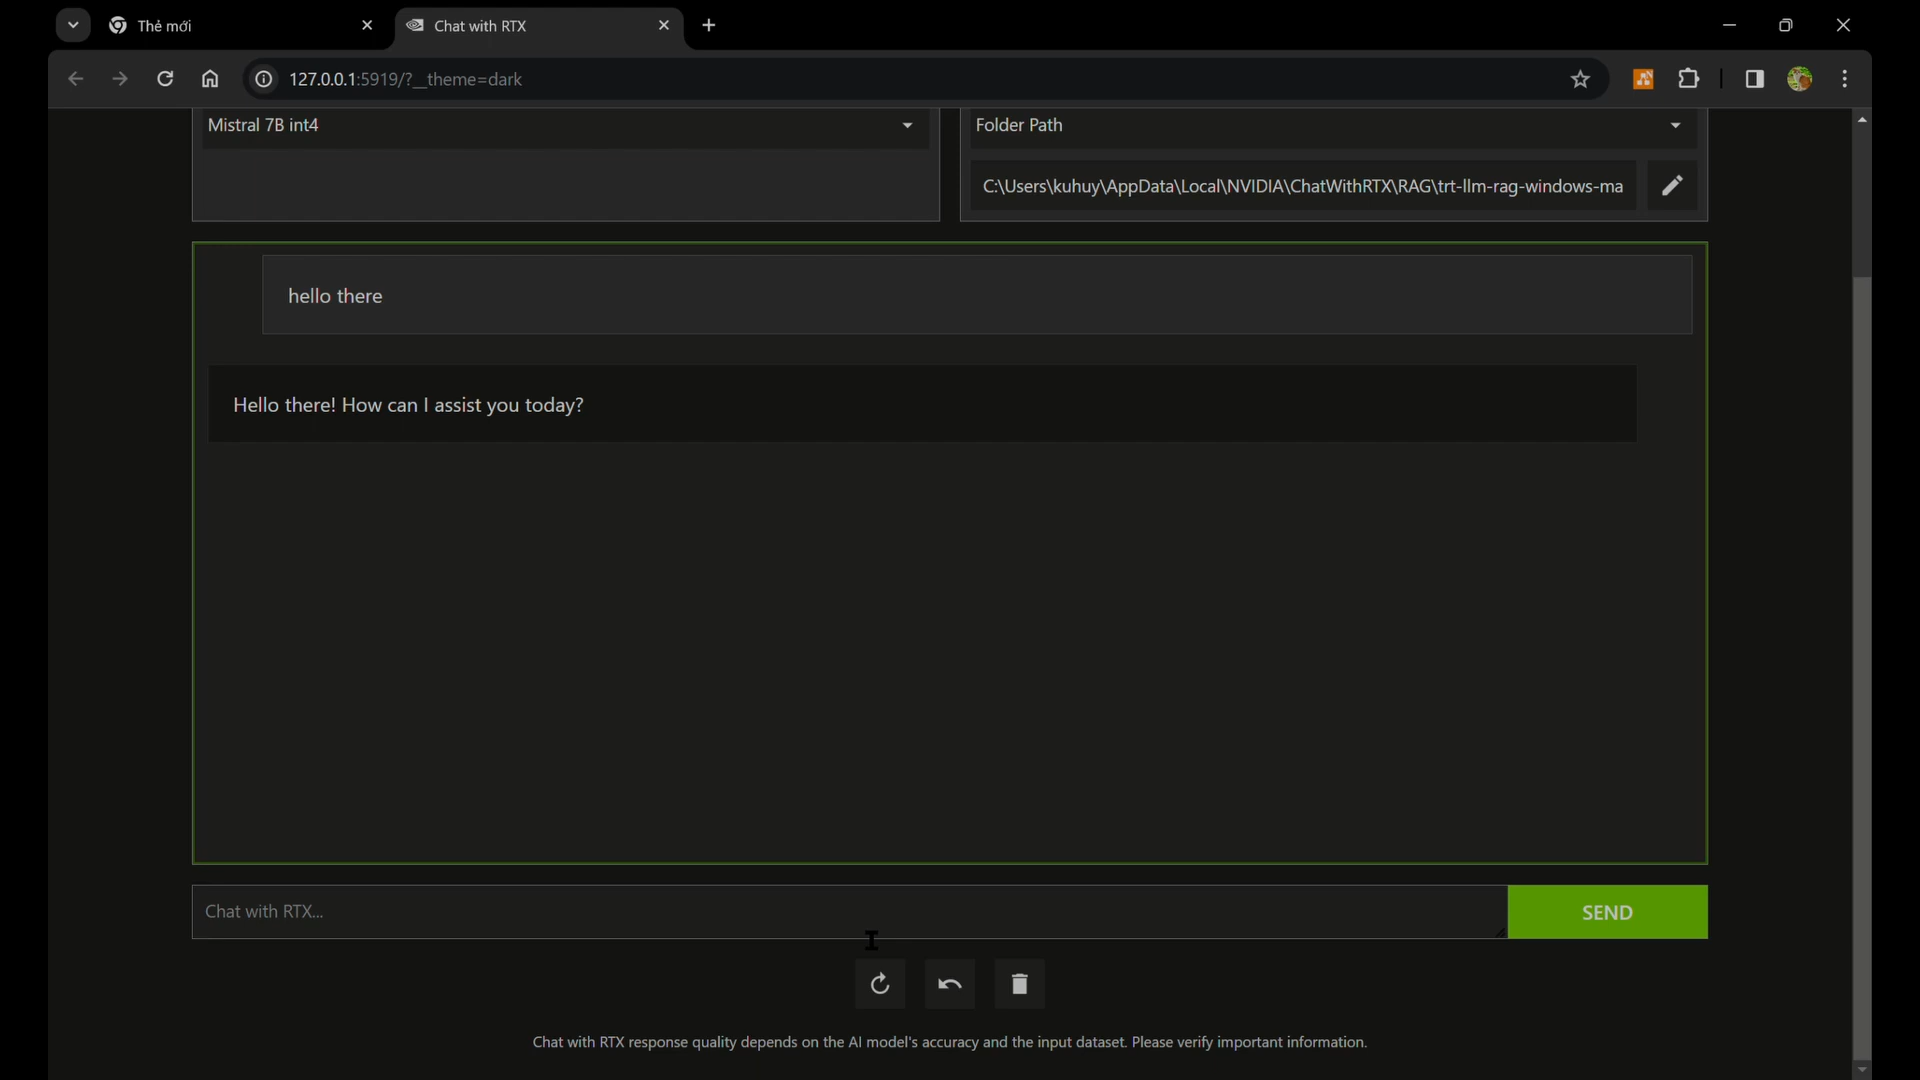 Thẻ mới
Chat with RTX
127.0.0.1:5919/?__theme=dark
Mistral 7B int4
Folder Path
C:\Users\kuhuy\AppData\Local\NVIDIA\ChatWithRTX\RAG\trt-llm-rag-windows-ma
hello there
Hello there! How can I assist you today?
Chat with RTX...
SEND
Chat with RTX response quality depends on the AI model's accuracy and the input dataset. Please verify important information.